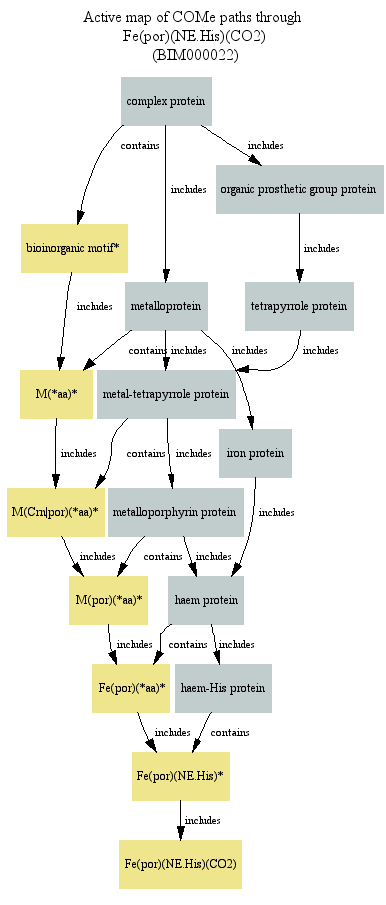 Active map of COMe paths through
Fe(por)(NE.His)(CO2)
(BIM000022)
complex protein
contains
includes
includes
organic prosthetic group protein
bioinorganic motif*
includes
includes
metalloprotein
tetrapyrrole protein
contains
includes
includes
includes
M(*aa)*
metal-tetrapyrrole protein
includes
contains
includes
iron protein
M(Crn|por)(*aa)*
metalloporphyrin protein
includes
includes
contains
includes
M(por)(*aa)*
haem protein
includes
contains
includes
Fe(por)(*aa)*
haem-His protein
includes
contains
Fe(por)(NE.His)*
includes
Fe(por)(NE.His)(CO2)